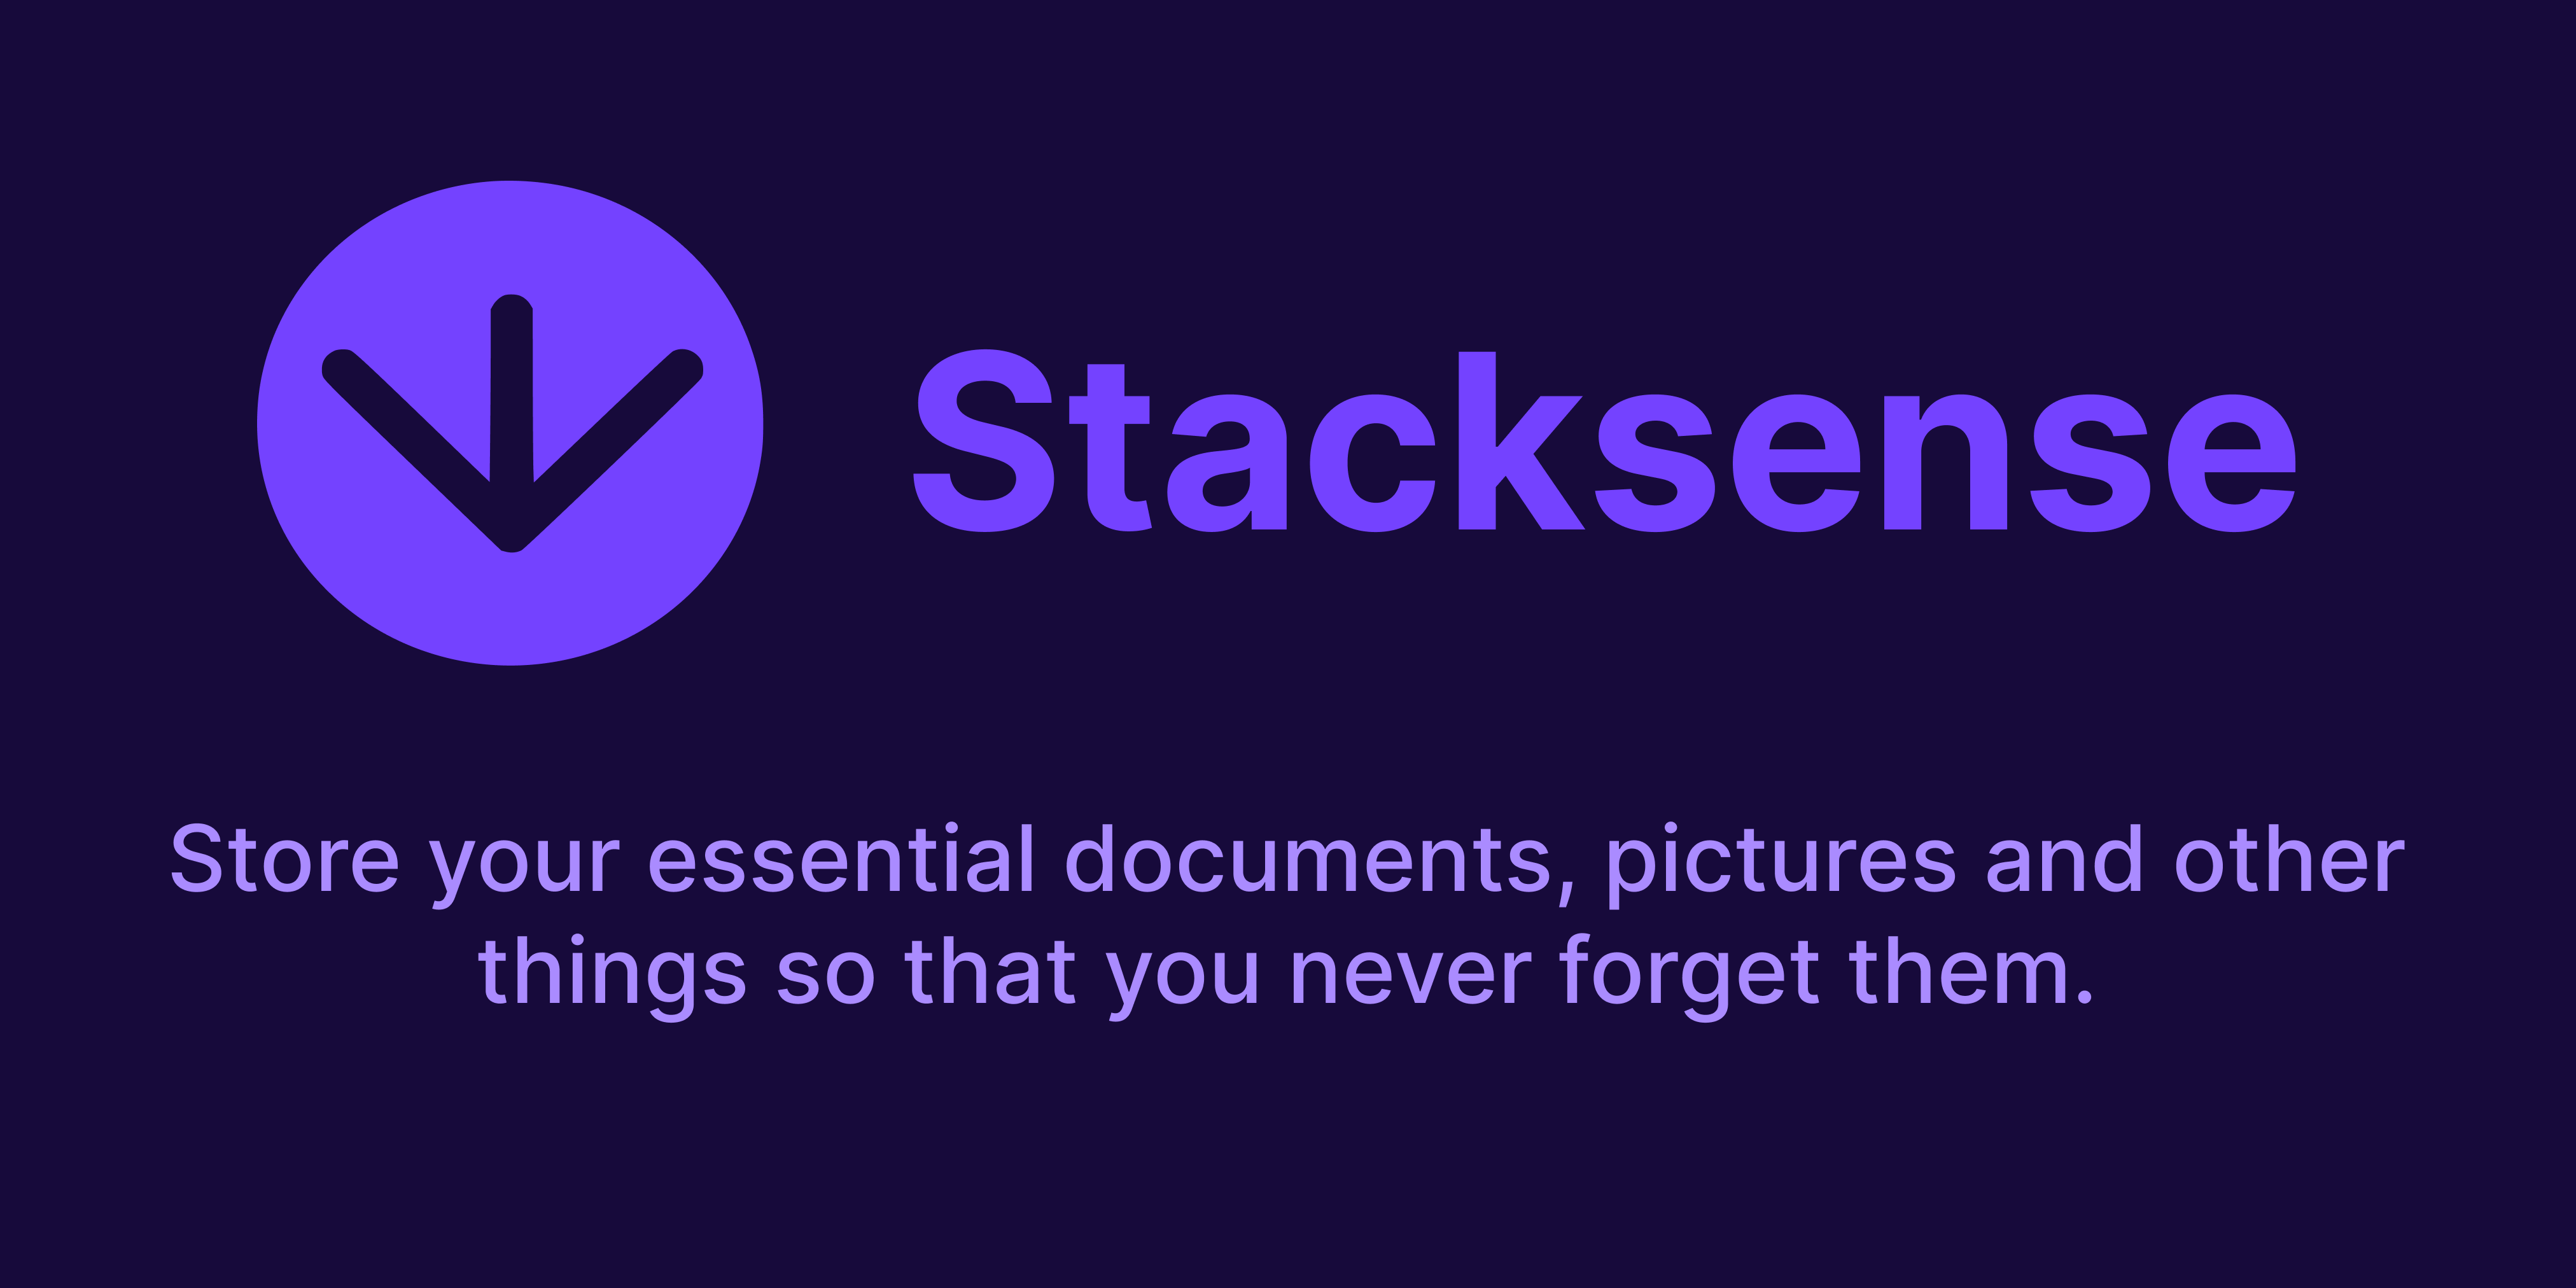 Stacksense
Store your essential documents, pictures and other
things so that you never forget them.